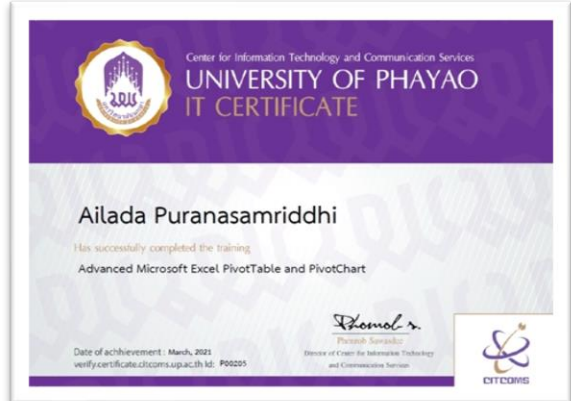 Center for Information Technology and Communication Services
UNIVERSITY OF PHAYAO
IT CERTIFICATE
Ailada Puranasamriddhi
Has successfully completed the training
Advanced Microsoft Excel PivotTable and PivotChart
Director of Center for Information Technology
and Communication Services
Date of achhievement : March, 2021
verify.certificate.citcoms.up.ac.th Id: P00205
CITCOMS